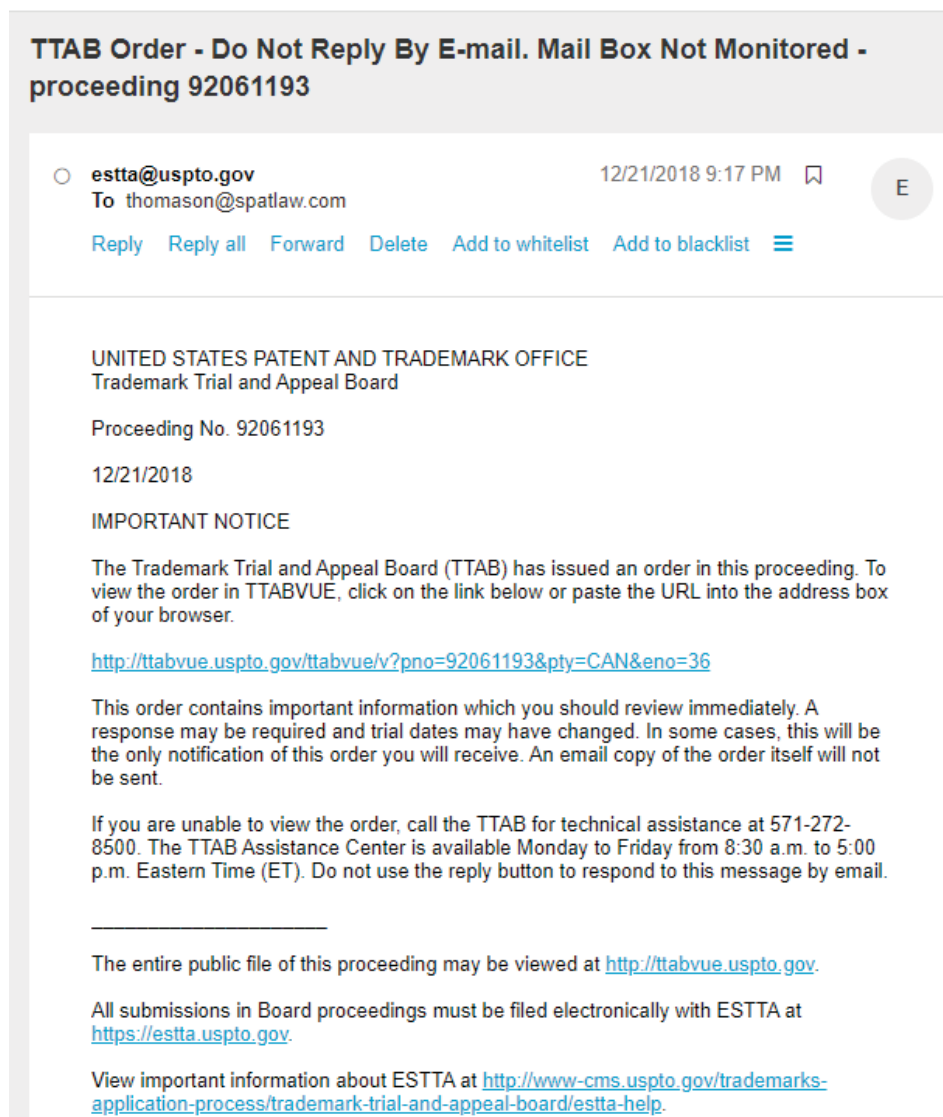 TTAB Order - Do Not Reply By E-mail. Mail Box Not Monitored -
proceeding 92061193
estta@uspto.gov 12/21/2018 9:17 PM
E
To thomason@spatlaw.com
Reply Reply all Forward Delete Add to whitelist Add to blacklist
UNITED STATES PATENT AND TRADEMARK OFFICE
Trademark Trial and Appeal Board
Proceeding No. 92061193
12/21/2018
IMPORTANT NOTICE
The Trademark Trial and Appeal Board (TTAB) has issued an order in this proceeding. To
view the order in TTABVUE, click on the link below or paste the URL into the address box
of your browser.
http://ttabvue.uspto.gov/ttabvue/v?pno=92061193&pty=CAN&eno=36
This order contains important information which you should review immediately. A
response may be required and trial dates may have changed. In some cases, this will be
the only notification of this order you will receive. An email copy of the order itself will not
be sent.
If you are unable to view the order, call the TTAB for technical assistance at 571-272-
8500. The TTAB Assistance Center is available Monday to Friday from 8:30 a.m. to 5:00
p.m. Eastern Time (ET). Do not use the reply button to respond to this message by email.
_____________________
The entire public file of this proceeding may be viewed at http://ttabvue.uspto.gov.
All submissions in Board proceedings must be filed electronically with ESTTA at
https://estta.uspto.gov.
View important information about ESTTA at http://www-cms.uspto.gov/trademarks-
application-process/trademark-trial-and-appeal-board/estta-help.